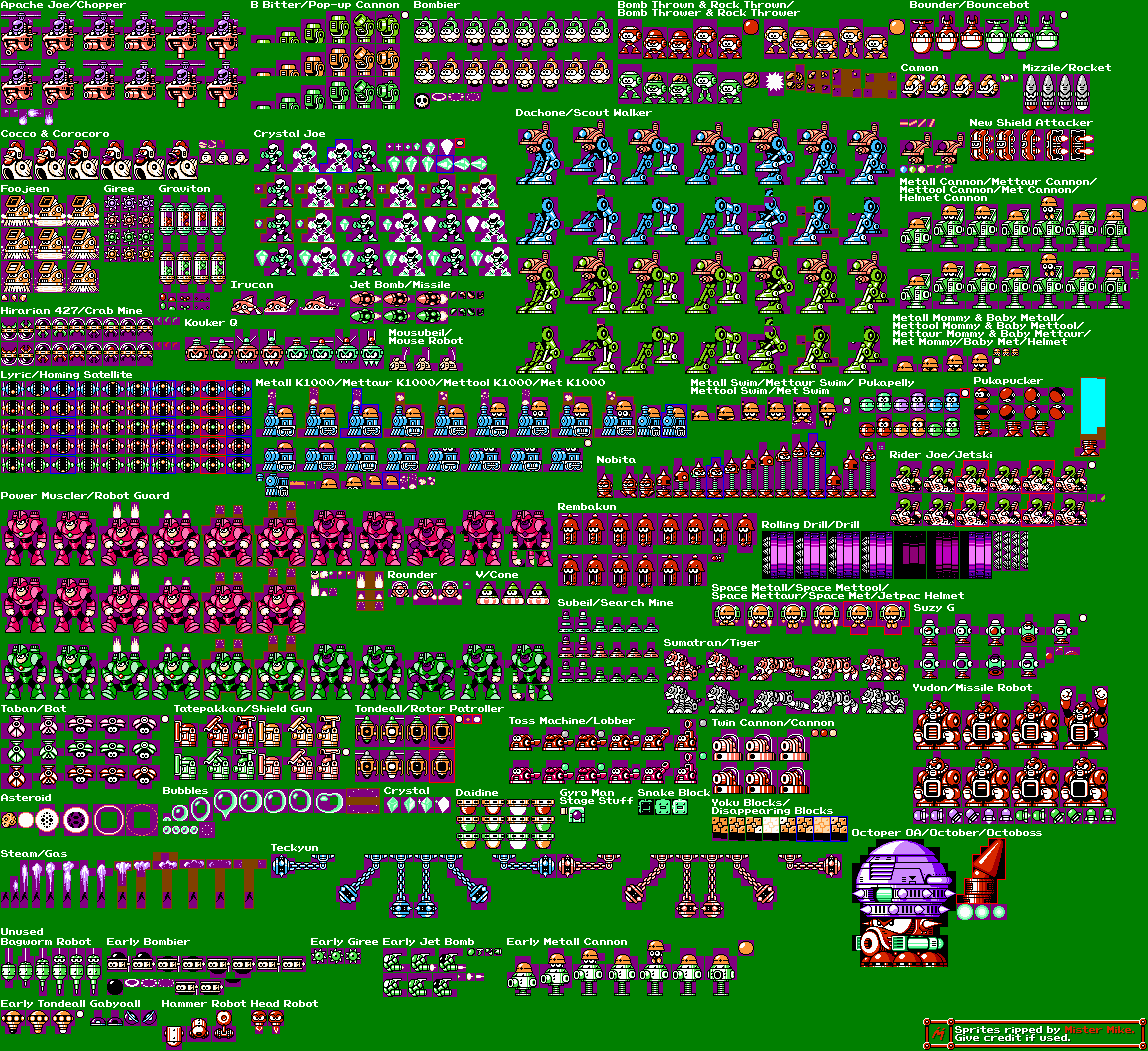 Apache Joe/Chopper
B Bitter/Pop-up Cannon
Bombier
Bomb Thrown & Rock Thrown/
Bomb Thrower & Rock Thrower
Bounder/Bouncebot
Camon
Mizzile/Rocket
Dachone/Scout Walker
New Shield Attacker
Cocco & Corocoro
Crystal Joe
Foojeen
Giree
Graviton
Metall Cannon/Mettaur Cannon/
Mettool Cannon/Met Cannon/
Helmet Cannon
Irucan
Jet Bomb/Missile
Hirarian 427/Crab Mine
Kouker Q
Mousubeil/
Mouse Robot
Metall Mommy & Baby Metall/
Mettool Mommy & Baby Mettool/
Mettaur Mommy & Baby Mettaur/
Met Mommy/Baby Met/Helmet
Lyric/Homing Satellite
Metall K1000/Mettaur K1000/Mettool K1000/Met K1000
Metall Swim/Mettaur Swim/
Mettool Swim/Met Swim
Pukapelly
Pukapucker
Nobita
Rider Joe/Jetski
Power Muscler/Robot Guard
Rembakun
Rolling Drill/Drill
Rounder
V/Cone
Subeil/Search Mine
Space Metall/Space Mettool/
Space Mettaur/Space Met/Jetpac Helmet
Suzy G
Sumatran/Tiger
Yudon/Missile Robot
Taban/Bat
Tatepakkan/Shield Gun
Tondeall/Rotor Patroller
Toss Machine/Lobber
Twin Cannon/Cannon
Asteroid
Bubbles
Crystal
Daidine
Gyro Man
Stage Stuff
Snake Block
Yoku Blocks/
Disappearing Blocks
Octoper OA/October/Octoboss
Steam/Gas
Teckyun
Unused
Bagworm Robot
Early Bombier
Early Giree
Early Jet Bomb
Early Metall Cannon
Early Tondeall
Gabyoall
Hammer Robot
Head Robot
Sprites ripped by Mister Mike.
Give credit if used.